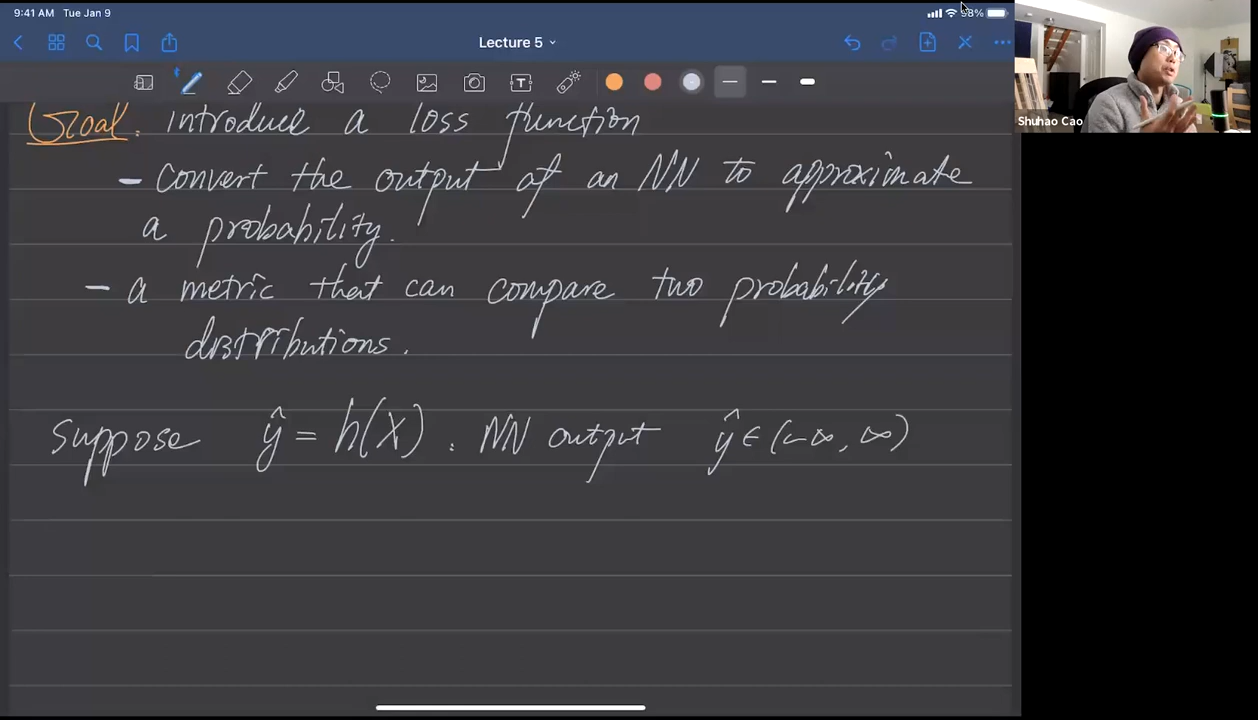 9:41 AM Tue Jan 9
98%
Lecture 5
Goal: introduce a loss function
- Convert the output of an NN to approximate
a probability.
- a metric that can compare two probability
distributions.
Suppose ŷ = h(X) : NN output ŷ ∈ (-∞, ∞)
Shuhao Cao